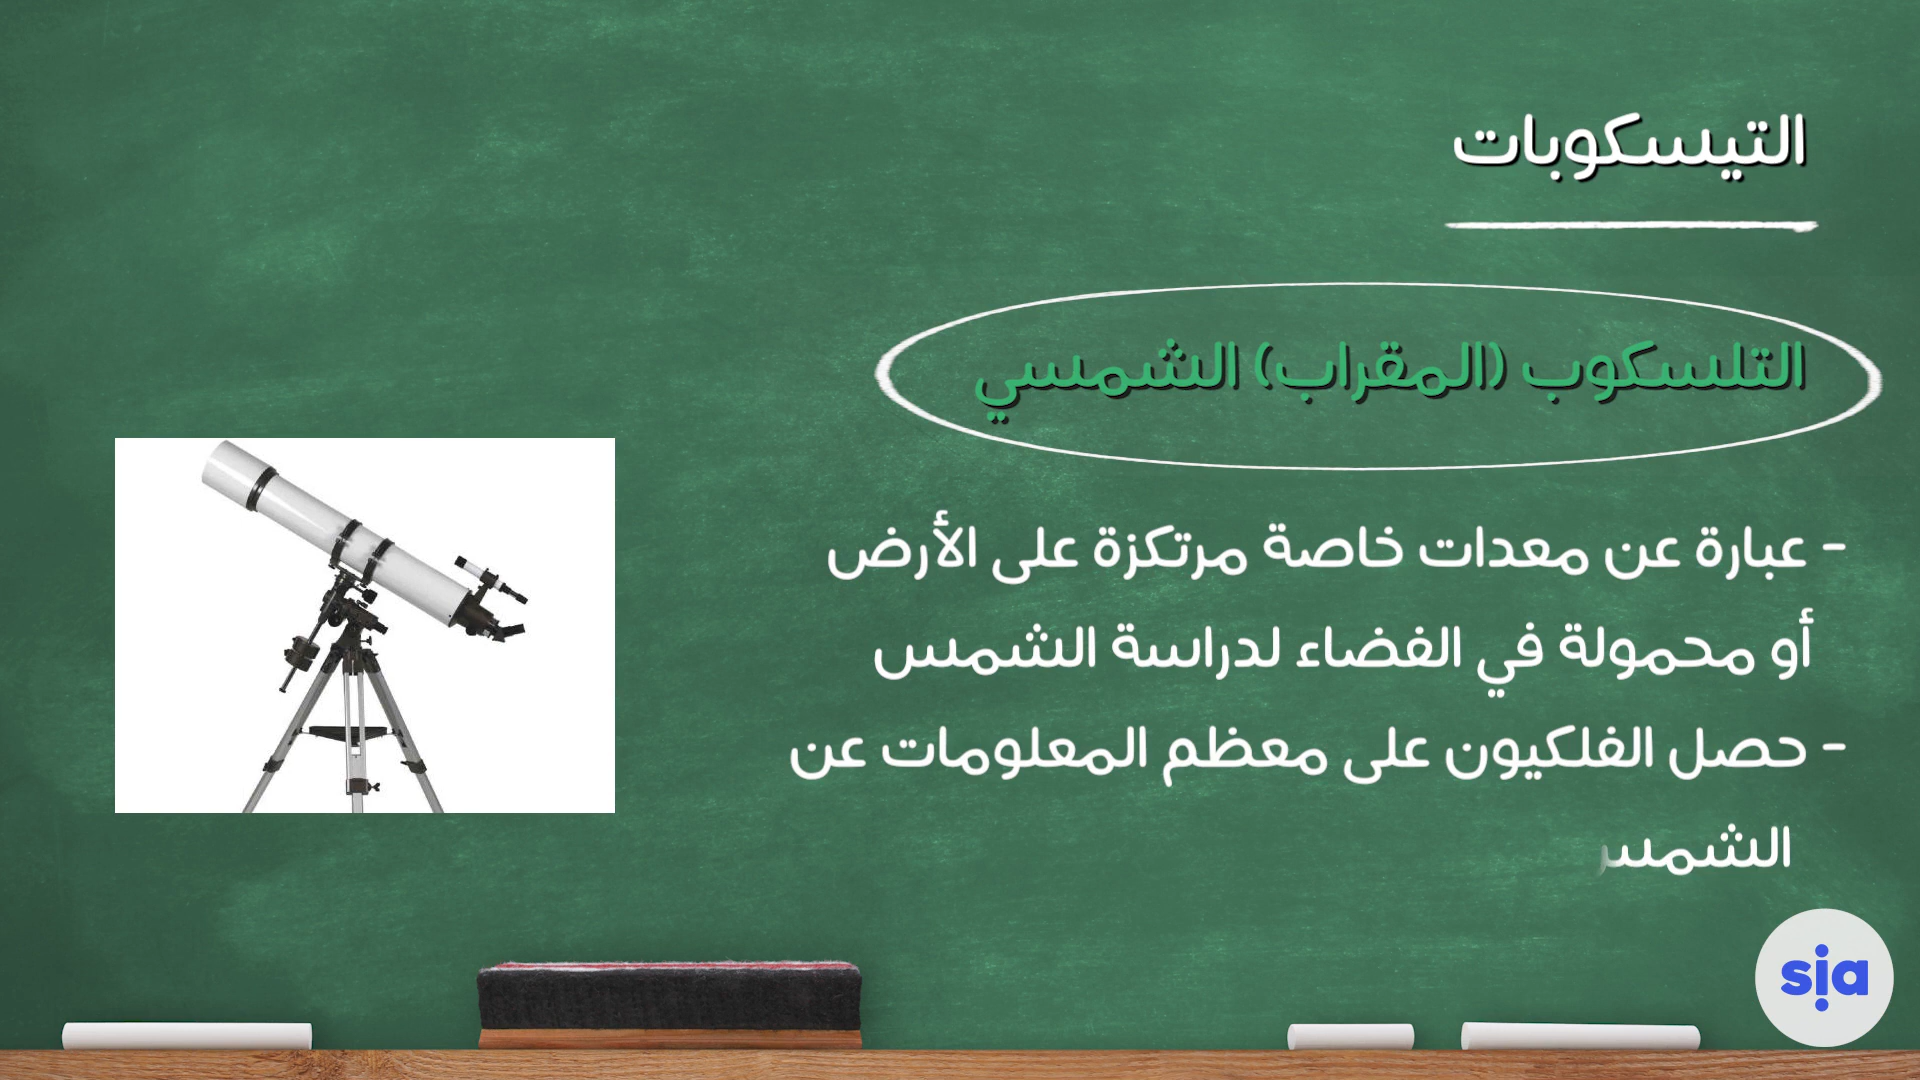 التيسكوبات
التلسكوب (المقراب) الشمسي
- عبارة عن معدات خاصة مرتكزة على الأرض
أو محمولة في الفضاء لدراسة الشمس
- حصل الفلكيون على معظم المعلومات عن
الشمس
sia